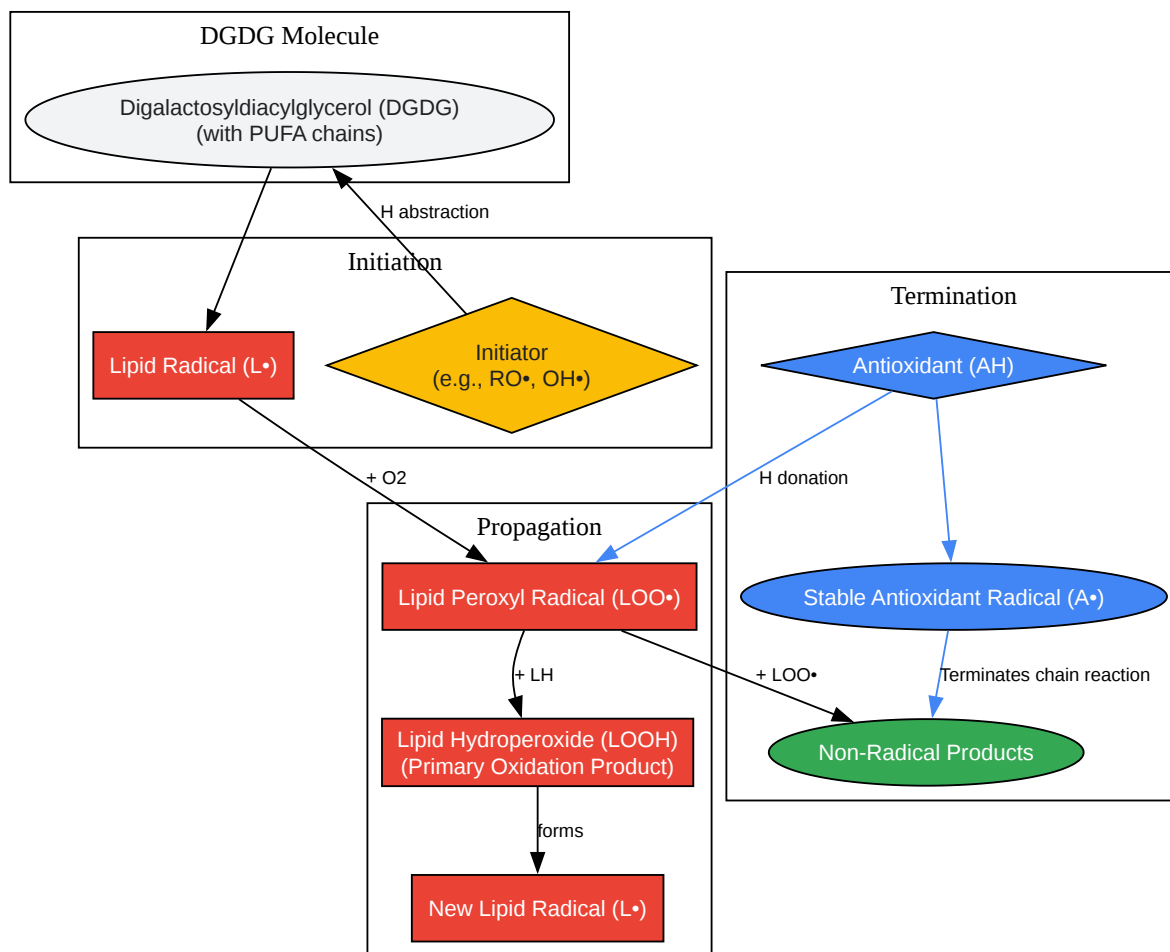 DGDG Molecule
Digalactosyldiacylglycerol (DGDG)
(with PUFA chains)
H abstraction
Initiation
Lipid Radical (L•)
Initiator
(e.g., RO•, OH•)
Termination
Antioxidant (AH)
+ O2
H donation
Propagation
Lipid Peroxyl Radical (LOO•)
Stable Antioxidant Radical (A•)
+ LH
+ LOO•
Terminates chain reaction
Lipid Hydroperoxide (LOOH)
(Primary Oxidation Product)
Non-Radical Products
forms
New Lipid Radical (L•)